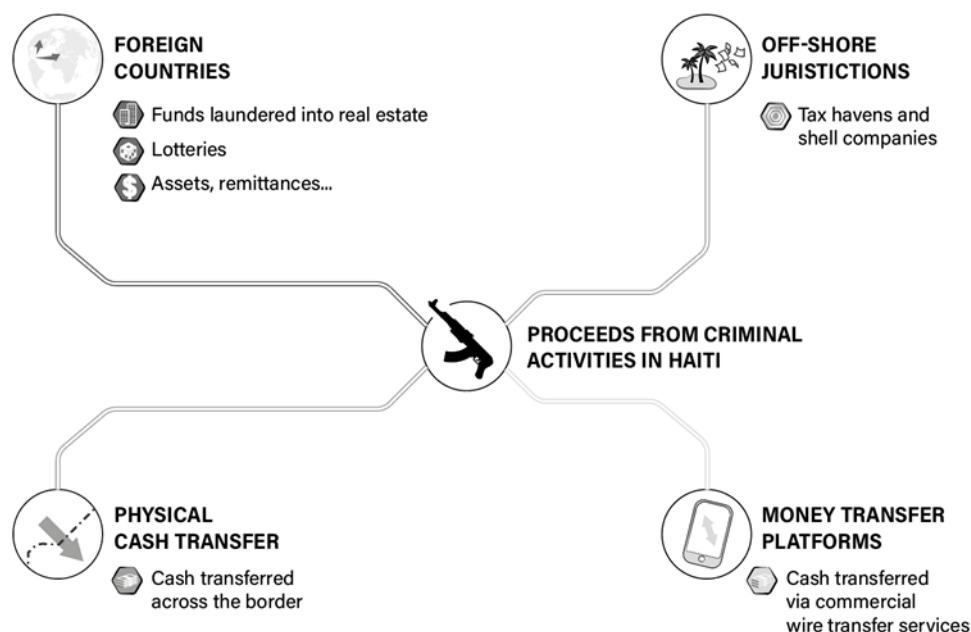 FOREIGN
COUNTRIES
Funds laundered into real estate
Lotteries
Assets, remittances...
OFF-SHORE
JURISTICTIONS
Tax havens and
shell companies
PROCEEDS FROM CRIMINAL
ACTIVITIES IN HAITI
PHYSICAL
CASH TRANSFER
Cash transferred
across the border
MONEY TRANSFER
PLATFORMS
Cash transferred
via commercial
wire transfer services